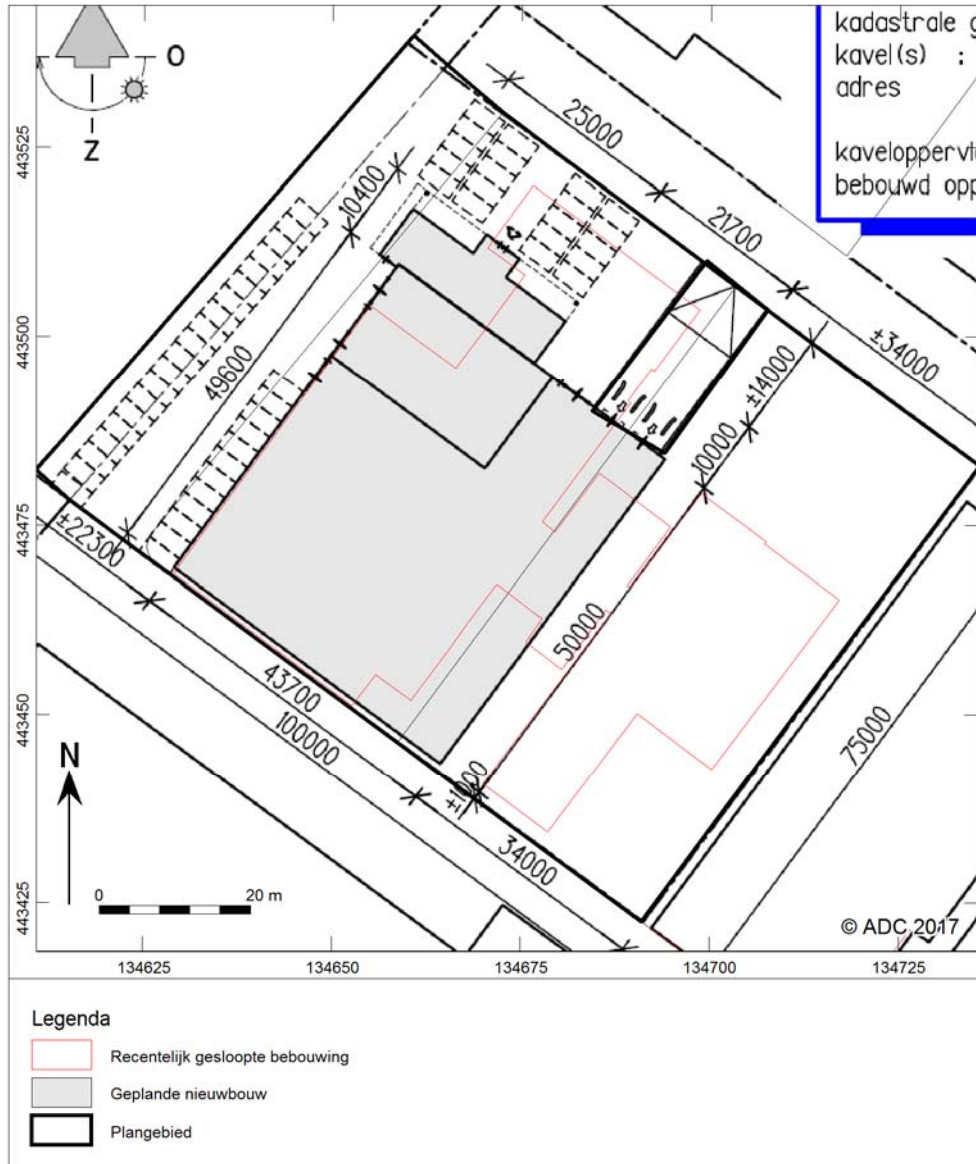 kadastrale g
kavel(s) :
adres
kaveloppervl
bebouwd opp
O
Z
25000
21700
±34000
10400
49600
±14000
10000
50000
±22300
43700
100000
±1000
34000
75000
443525
443500
443475
443450
443425
N
0 20 m
© ADC 2017
134625 134650 134675 134700 134725
Legenda
Recentelijk gesloopte bebouwing
Geplande nieuwbouw
Plangebied